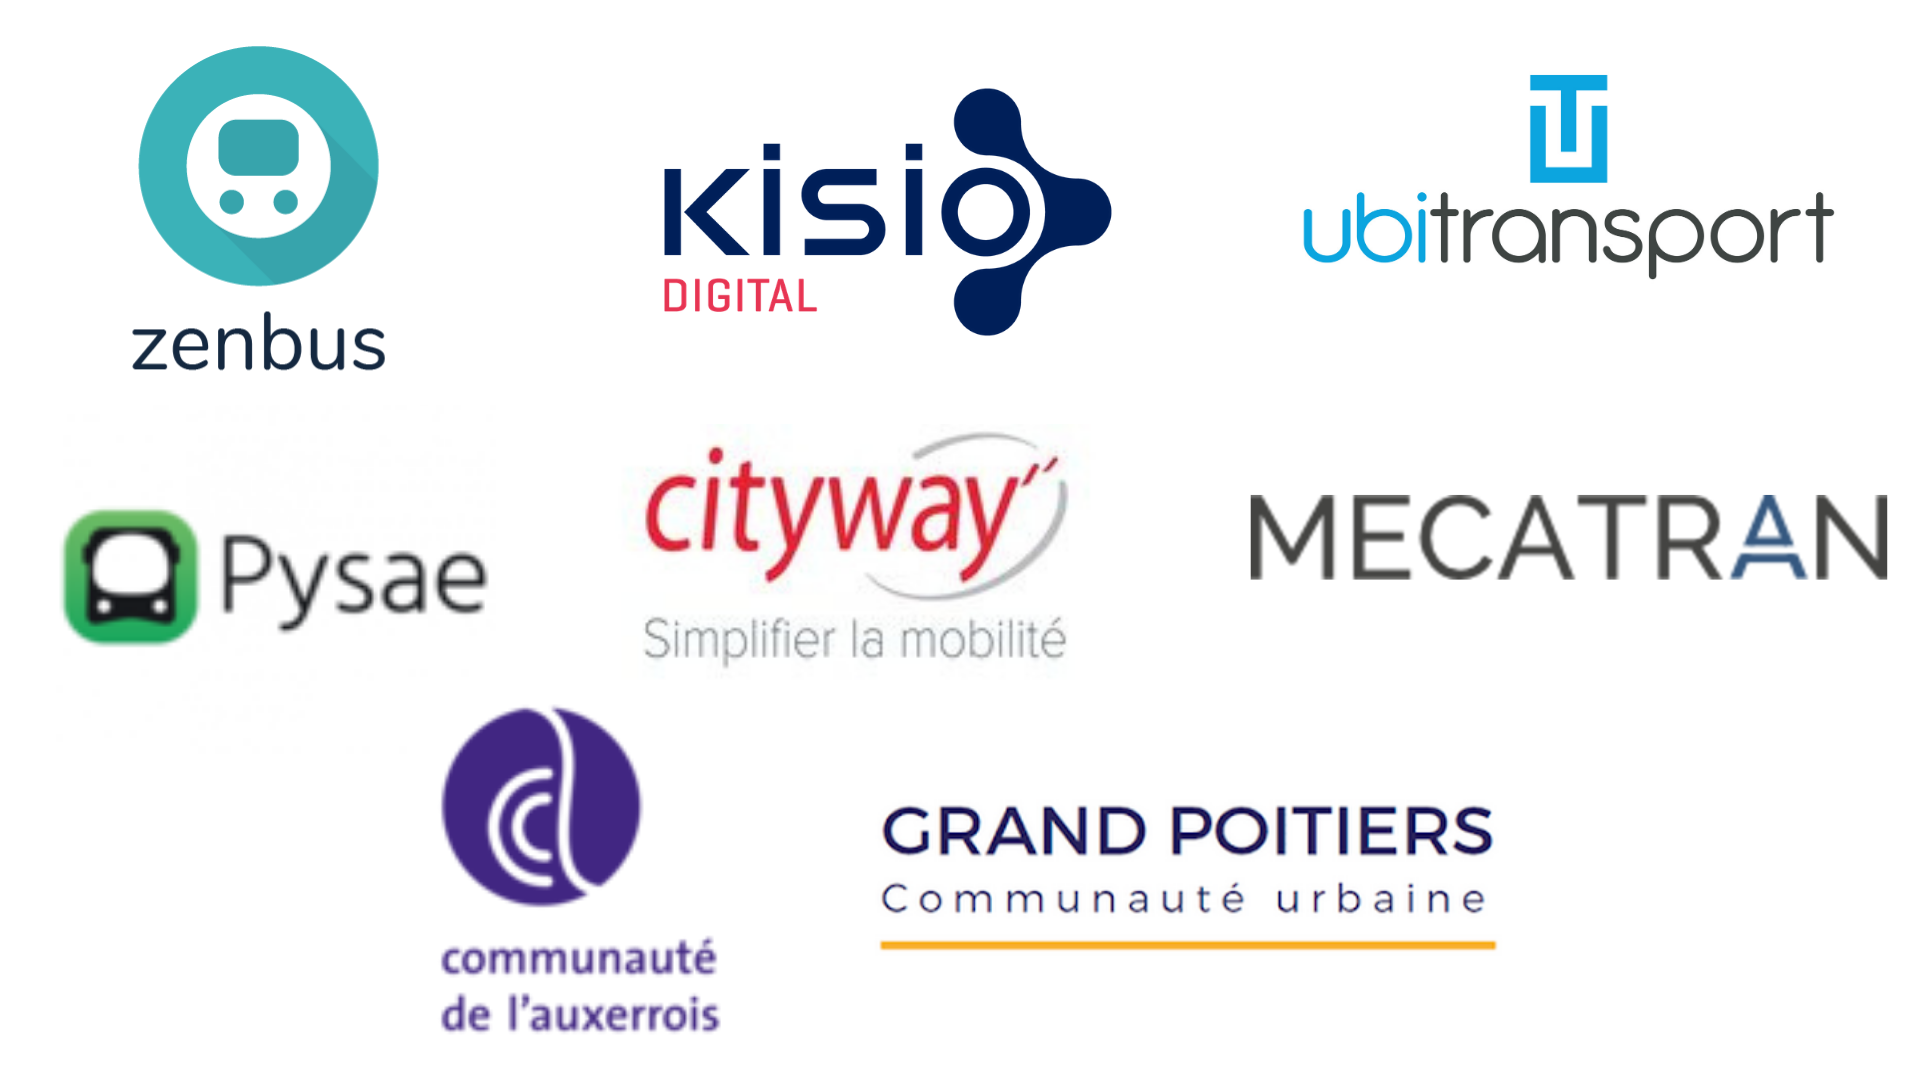 zenbus
kisio
DIGITAL
ubitransport
Pysae
cityway
Simplifier la mobilité
MECATRAN
communauté
de l'auxerrois
GRAND POITIERS
Communauté urbaine